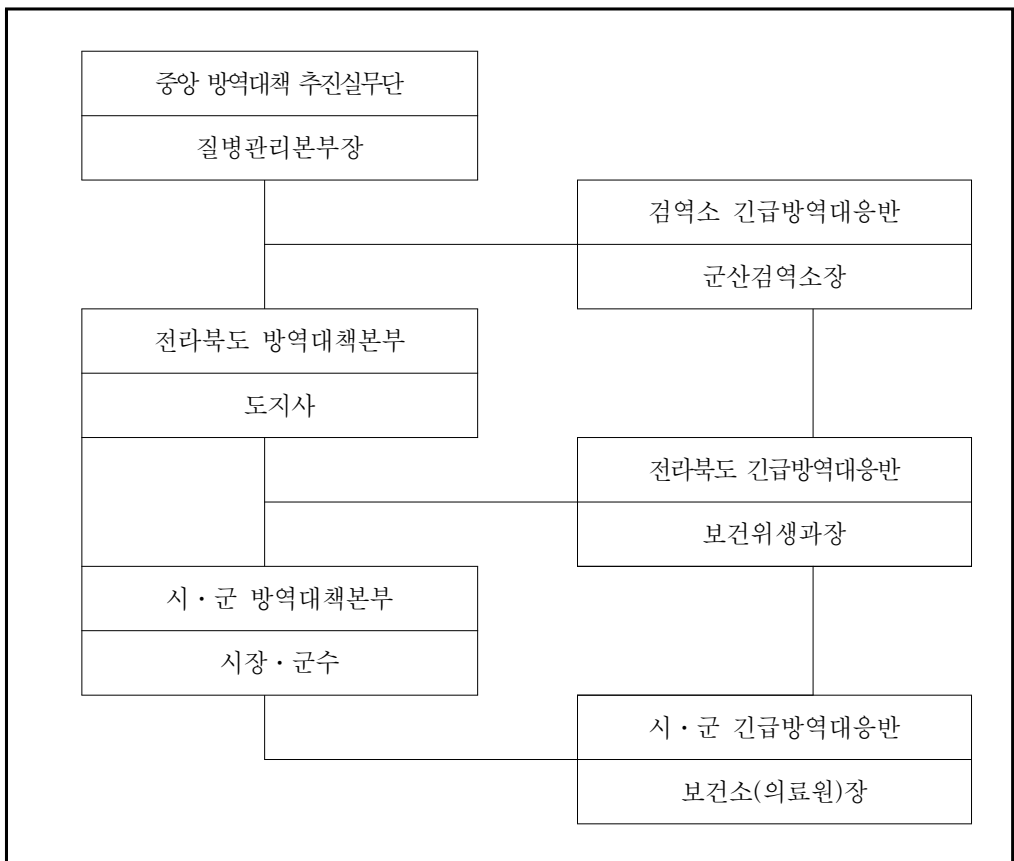 중앙 방역대책 추진실무단
질병관리본부장
검역소 긴급방역대응반
군산검역소장
전라북도 방역대책본부
도지사
전라북도 긴급방역대응반
보건위생과장
시・군 방역대책본부
시장・군수
시・군 긴급방역대응반
보건소(의료원)장